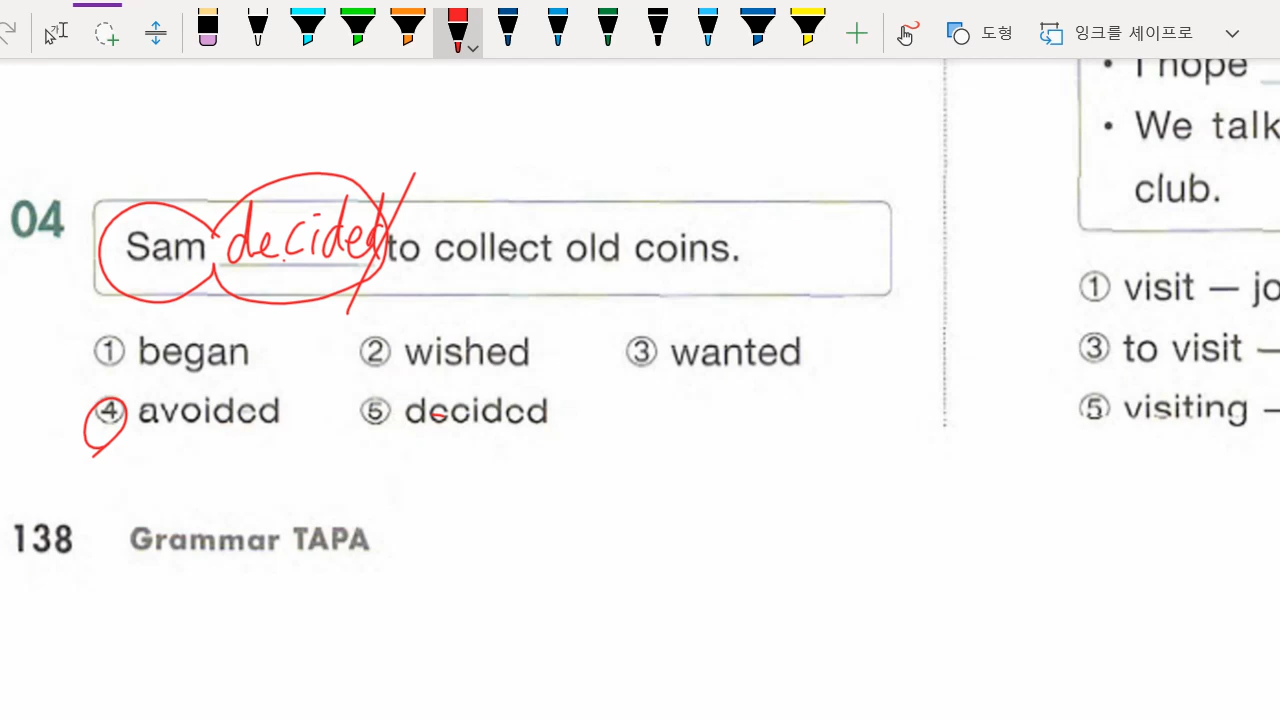 도형
잉크를 셰이프로
• I hope
• We talk
club.
04
Sam decided to collect old coins.
① began ② wished ③ wanted
④ avoided ⑤ decided
① visit – jo
③ to visit –
⑤ visiting –
138 Grammar TAPA